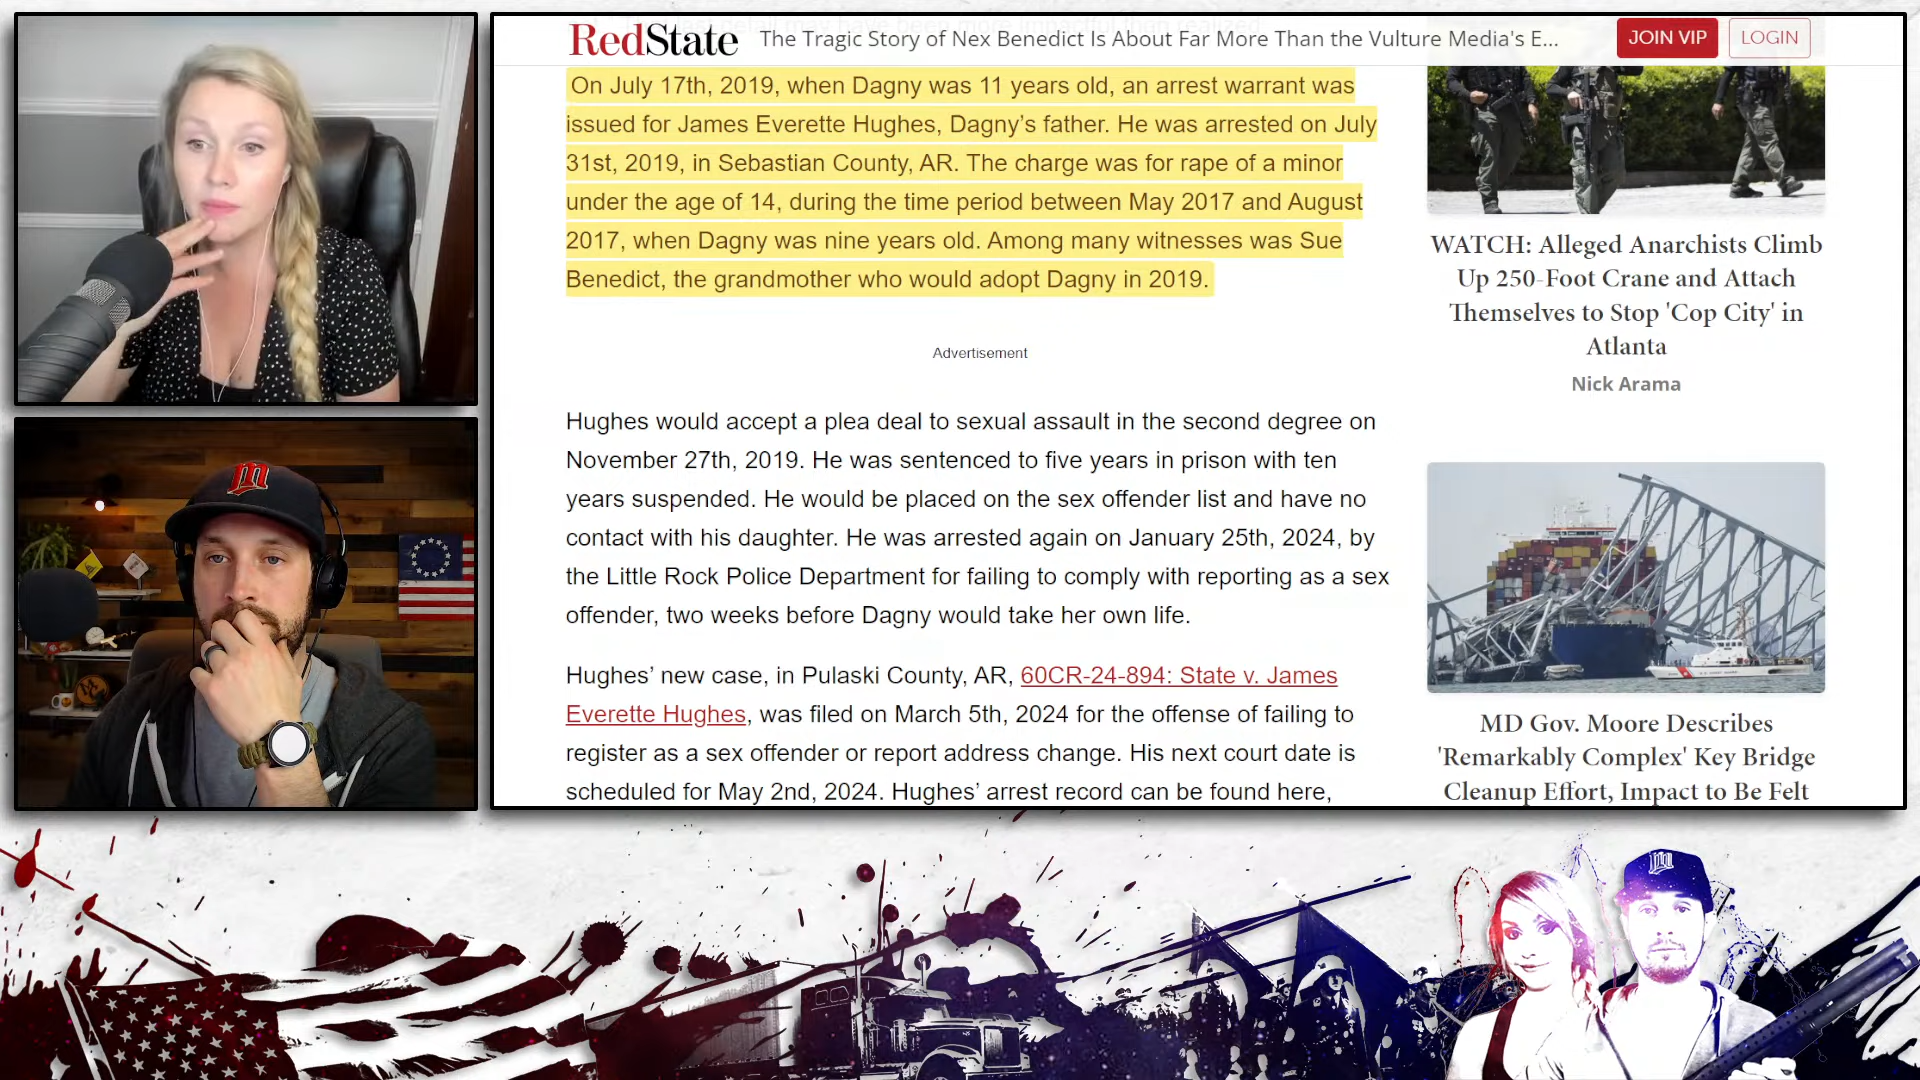 RedState
The Tragic Story of Nex Benedict Is About Far More Than the Vulture Media's E...
JOIN VIP
LOGIN
On July 17th, 2019, when Dagny was 11 years old, an arrest warrant was
issued for James Everette Hughes, Dagny’s father. He was arrested on July
31st, 2019, in Sebastian County, AR. The charge was for rape of a minor
under the age of 14, during the time period between May 2017 and August
2017, when Dagny was nine years old. Among many witnesses was Sue
Benedict, the grandmother who would adopt Dagny in 2019.
Advertisement
Hughes would accept a plea deal to sexual assault in the second degree on
November 27th, 2019. He was sentenced to five years in prison with ten
years suspended. He would be placed on the sex offender list and have no
contact with his daughter. He was arrested again on January 25th, 2024, by
the Little Rock Police Department for failing to comply with reporting as a sex
offender, two weeks before Dagny would take her own life.
Hughes’ new case, in Pulaski County, AR, 60CR-24-894: State v. James
Everette Hughes, was filed on March 5th, 2024 for the offense of failing to
register as a sex offender or report address change. His next court date is
scheduled for May 2nd, 2024. Hughes’ arrest record can be found here,
WATCH: Alleged Anarchists Climb
Up 250-Foot Crane and Attach
Themselves to Stop 'Cop City' in
Atlanta
Nick Arama
MD Gov. Moore Describes
'Remarkably Complex' Key Bridge
Cleanup Effort, Impact to Be Felt